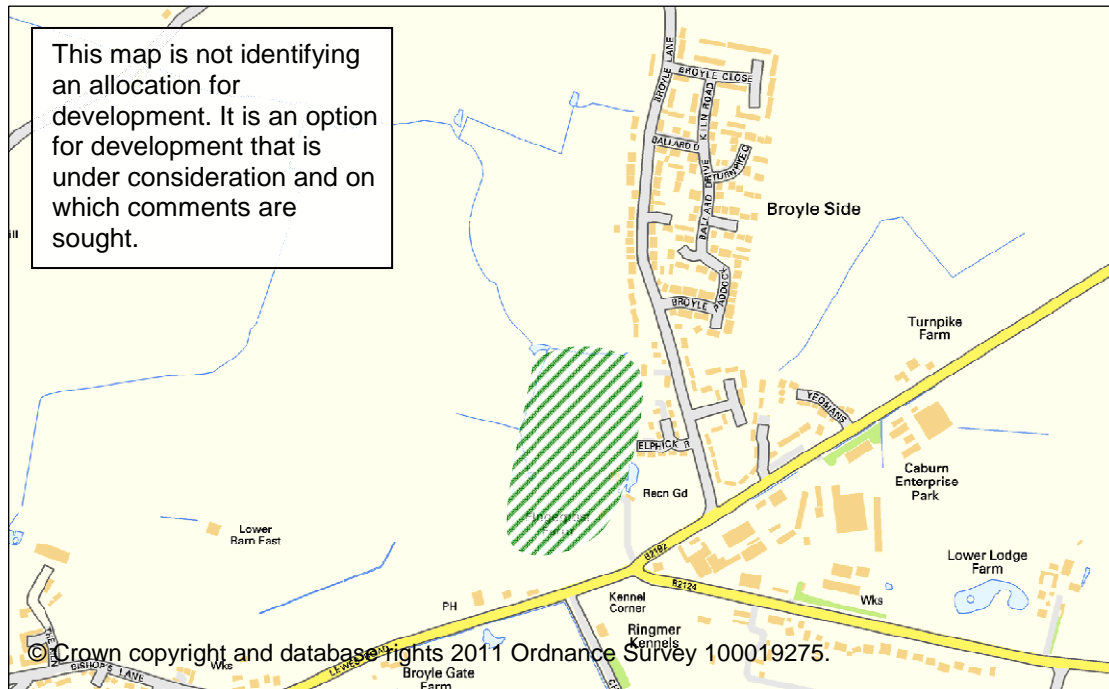 This map is not identifying
an allocation for
development. It is an option
for development that is
under consideration and on
which comments are
sought.
ill
BROYLE LANE
BROYLE CLOSE
KILN ROAD
BALLARD D
TURNPIKE C
BALLARD DRIVE
Broyle Side
BROYLE PADDOCK
Turnpike
Farm
YEOMANS
ELPHICK R
Caburn
Enterprise
Park
Recn Gd
Farm
Lower
Barn East
B2192
B2124
Lower Lodge
Farm
Wks
PH
Kennel
Corner
Ringmer
Kennels
BISHOPS LANE
Wks
LEWES ROAD
Broyle Gate
Farm
© Crown copyright and database rights 2011 Ordnance Survey 100019275.